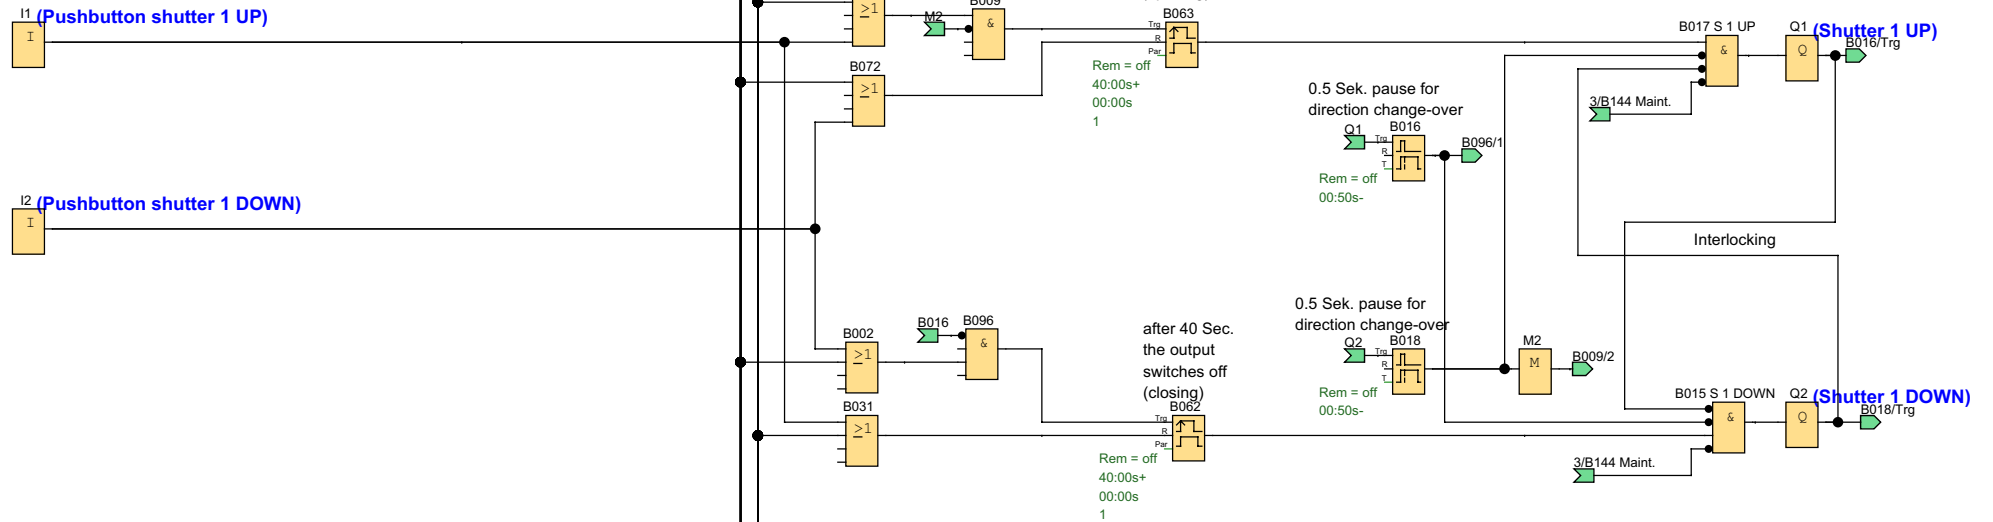 I1 (Pushbutton shutter 1 UP)
I
≥1
M2
B009
&
B063
Trg
R
Par
Rem = off
40:00s+
00:00s
1
B072
≥1
B017 S 1 UP
&
Q1 (Shutter 1 UP)
Q
B016/Trg
3/B144 Maint.
0.5 Sek. pause for
direction change-over
Q1
B016
Trg
R
T
B096/1
Rem = off
00:50s-
I2 (Pushbutton shutter 1 DOWN)
I
Interlocking
B002
≥1
B016
B096
&
after 40 Sec.
the output
switches off
(closing)
0.5 Sek. pause for
direction change-over
Q2
B018
Trg
R
T
Rem = off
00:50s-
M2
M
B009/2
B031
≥1
B062
Trg
R
Par
Rem = off
40:00s+
00:00s
1
B015 S 1 DOWN
&
Q2 (Shutter 1 DOWN)
Q
B018/Trg
3/B144 Maint.